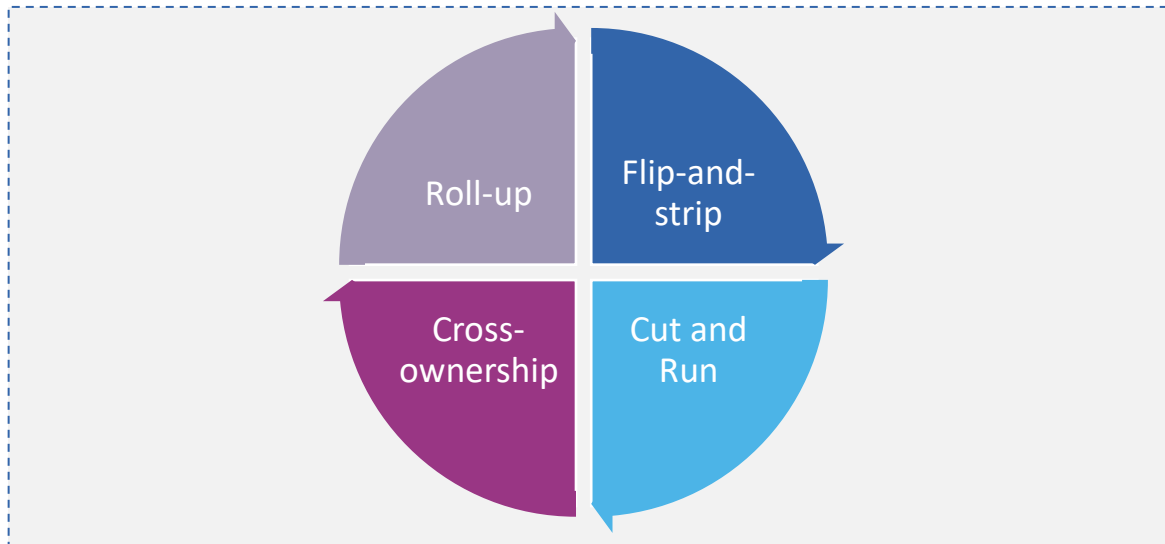 Roll-up
Flip-and-
strip
Cross-
ownership
Cut and
Run